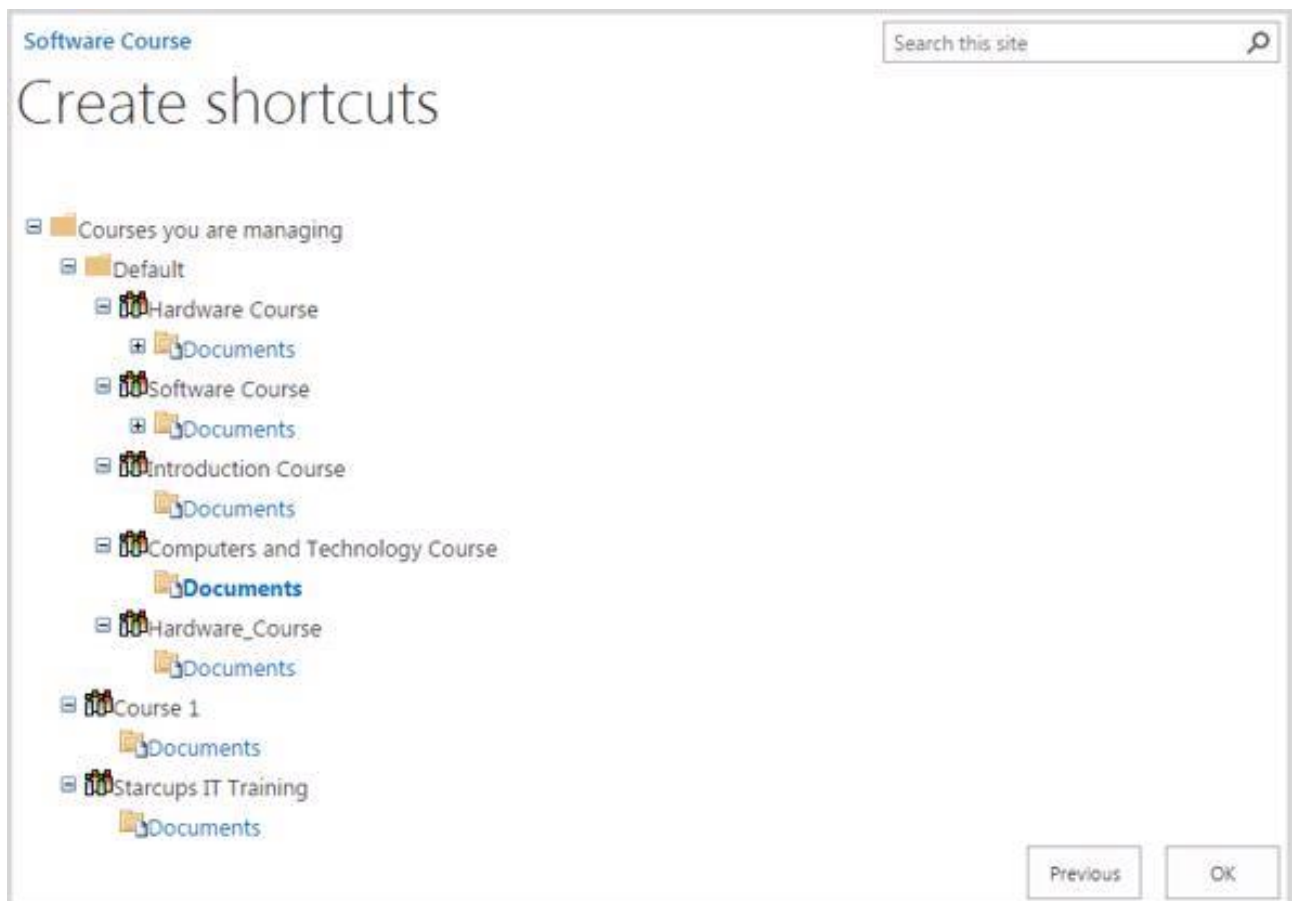 Software Course
Search this site
Create shortcuts
Courses you are managing
Default
Hardware Course
Documents
Software Course
Documents
Introduction Course
Documents
Computers and Technology Course
Documents
Hardware_Course
Documents
Course 1
Documents
Starcups IT Training
Documents
Previous OK